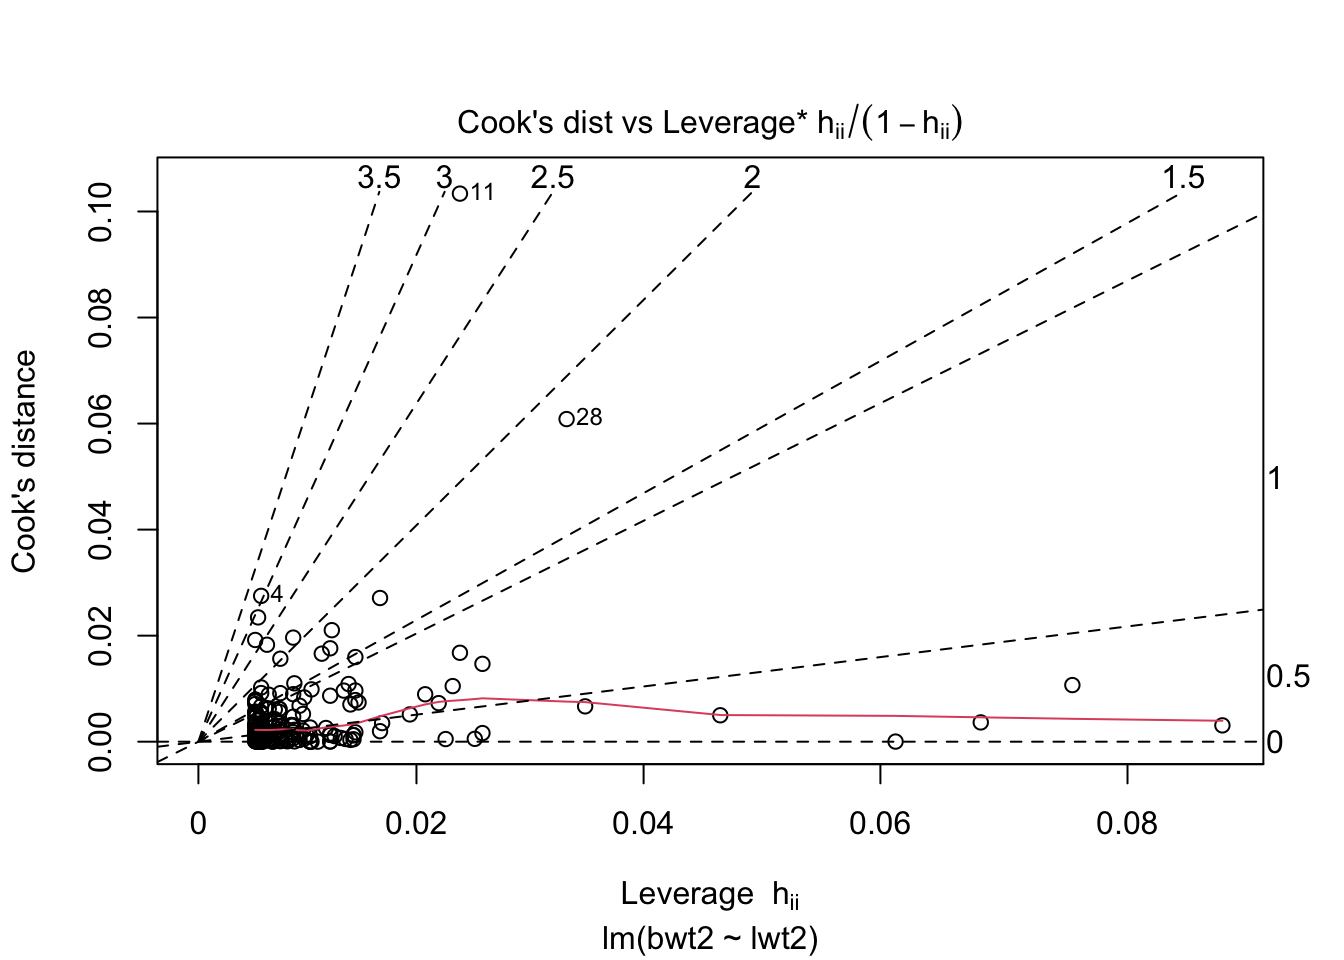 Cook's dist vs Leverage* hii/(1 − hii)
3.5 3 2.5 2 1.5
11
28
4
1
0.5
0
Cook's distance
0.10
0.08
0.06
0.04
0.02
0.00
0 0.02 0.04 0.06 0.08
Leverage hii
lm(bwt2 ~ lwt2)